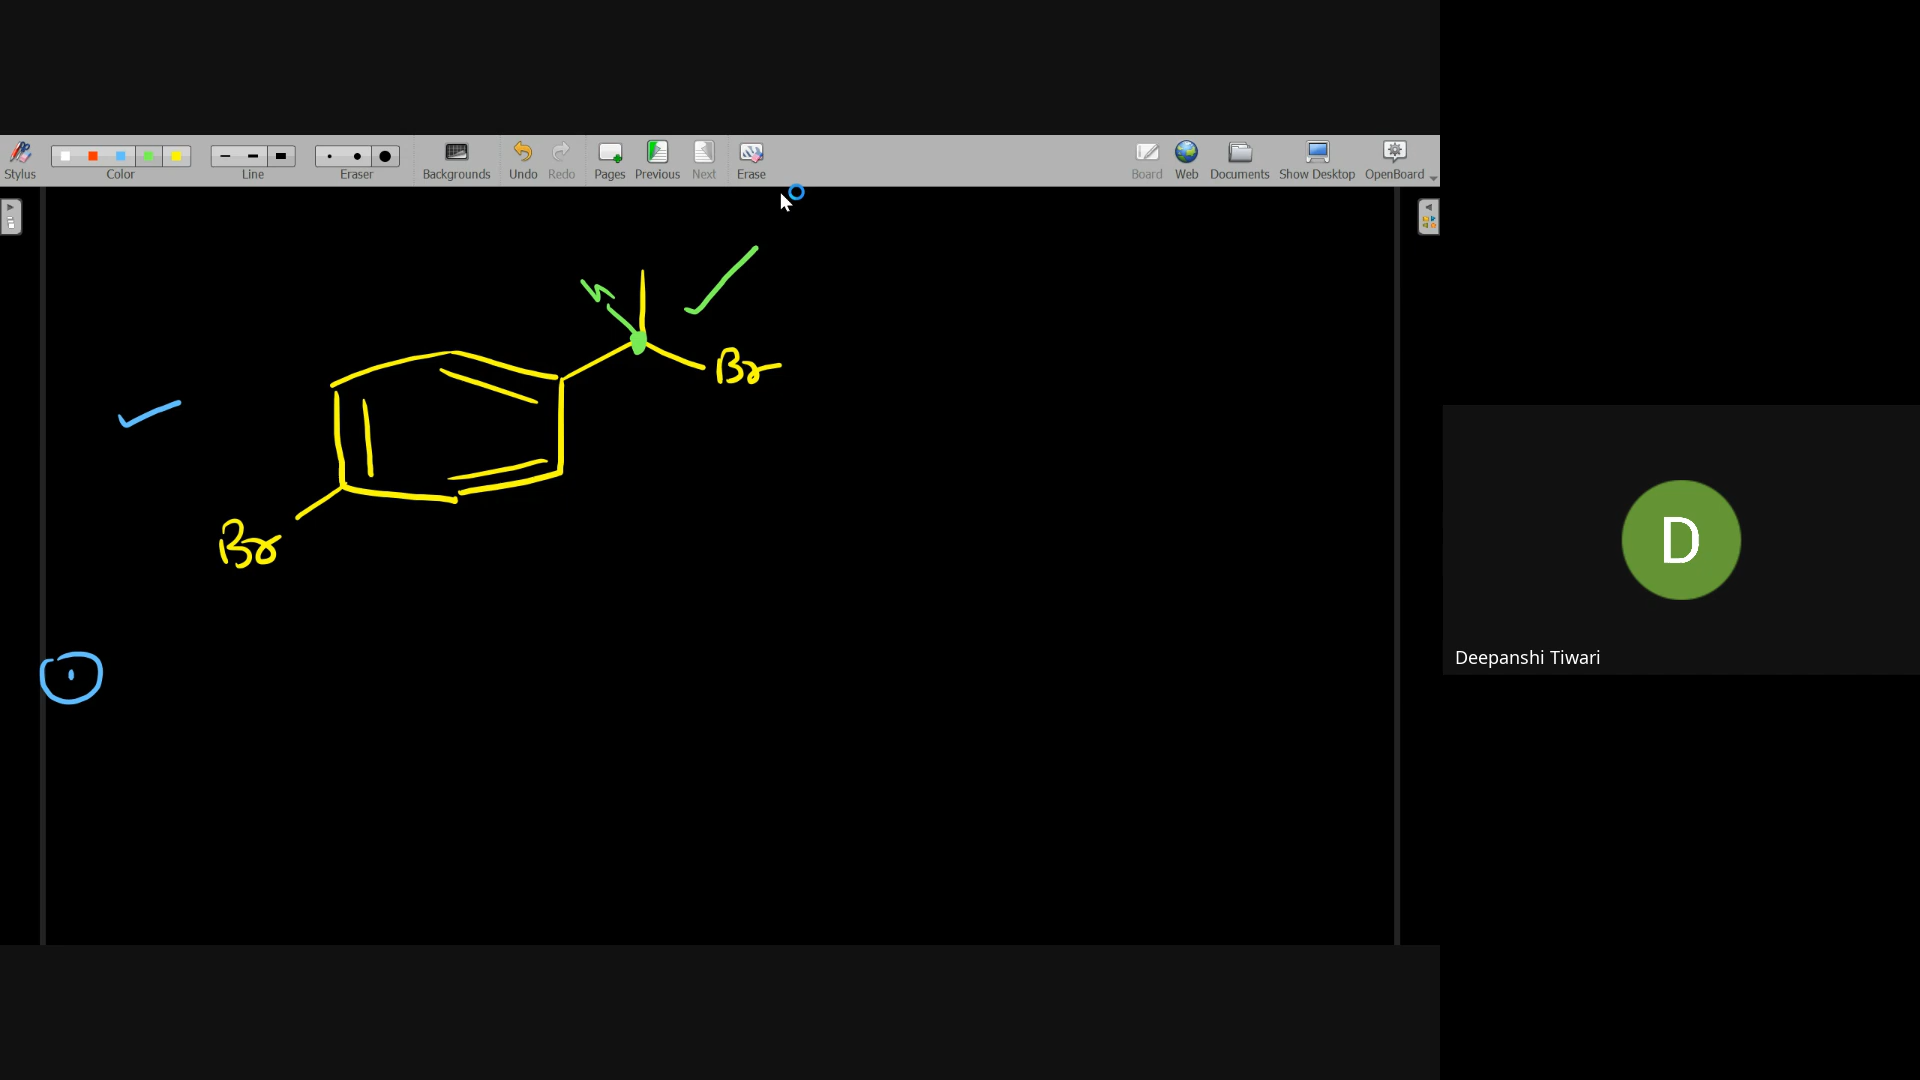 Stylus Color Line Eraser Backgrounds Undo Redo Pages Previous Next Erase Board Web Documents Show Desktop OpenBoard
Br
Br
D
Deepanshi Tiwari